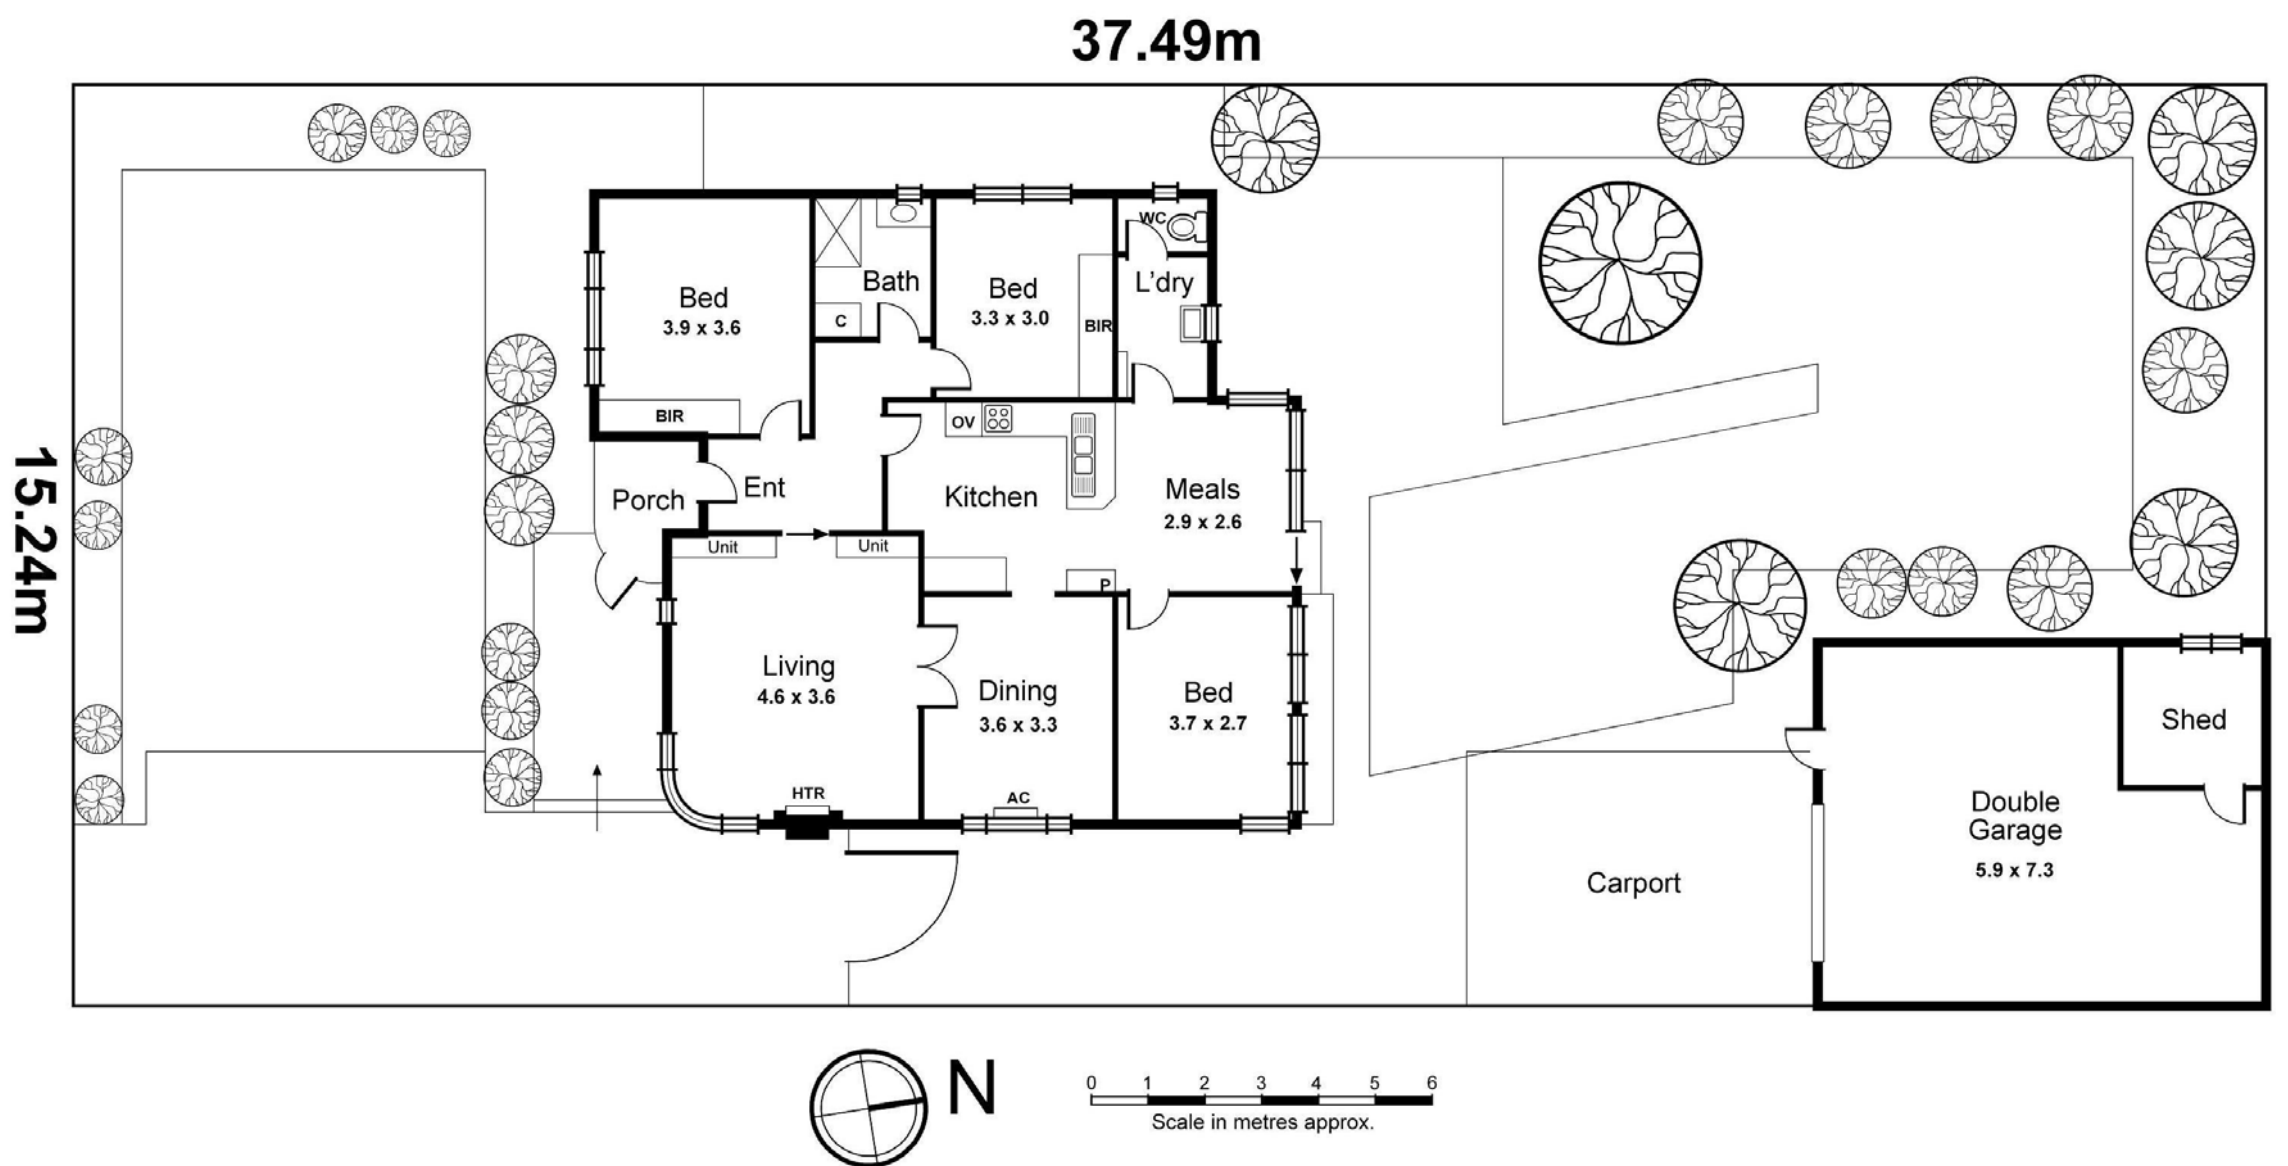 37.49m
15.24m
WC
Bath
L'dry
Bed
3.9 x 3.6
Bed
3.3 x 3.0
C
BIR
BIR
OV
Porch
Ent
Kitchen
Meals
2.9 x 2.6
Unit
Unit
P
Living
4.6 x 3.6
Dining
3.6 x 3.3
Bed
3.7 x 2.7
HTR
AC
Shed
Double
Garage
5.9 x 7.3
Carport
N
0 1 2 3 4 5 6
Scale in metres approx.